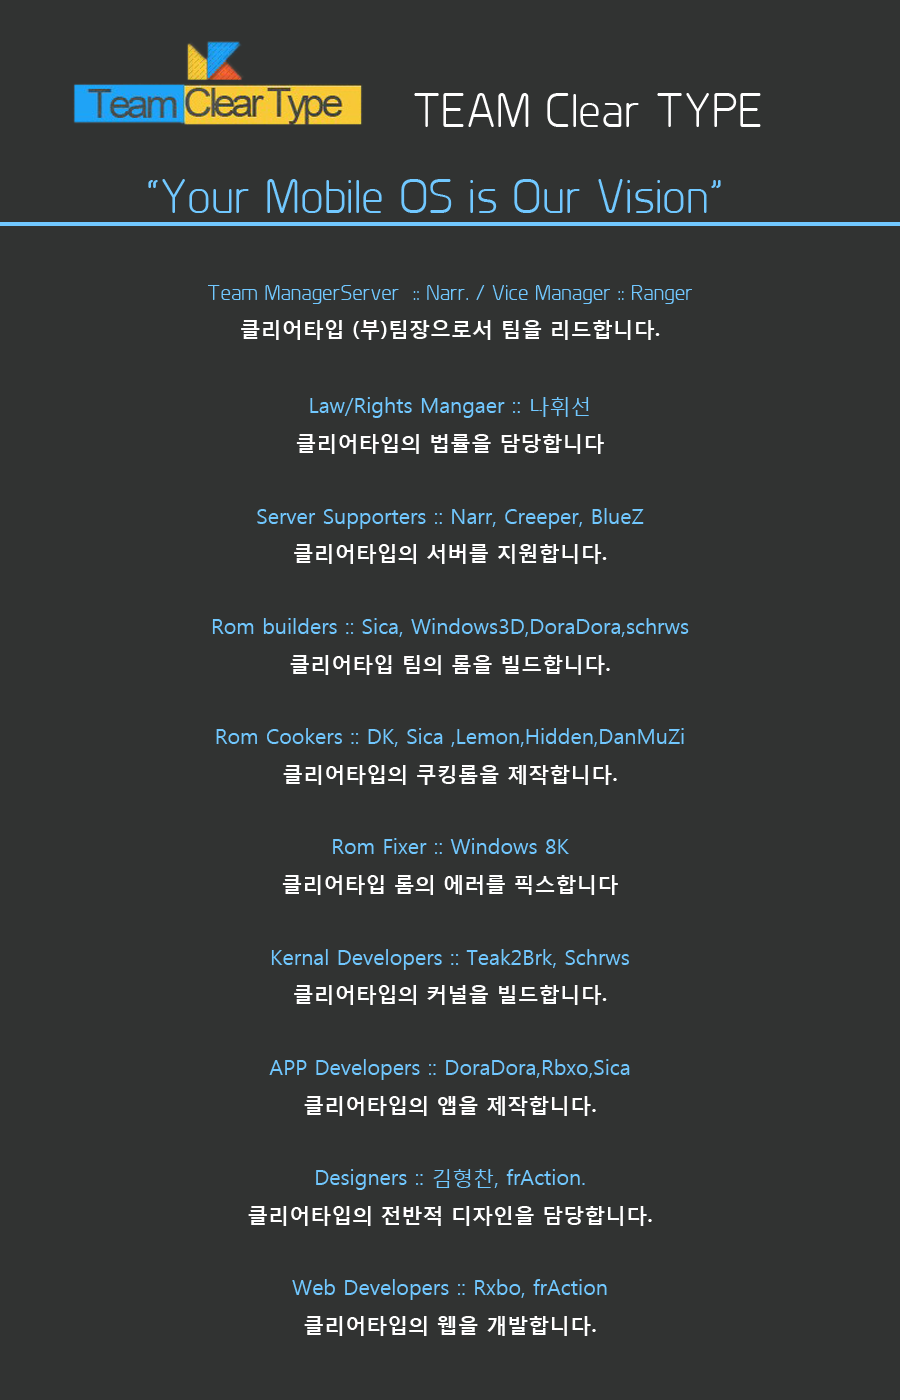 Team Clear Type
TEAM Clear TYPE
“Your Mobile OS is Our Vision”
Team ManagerServer :: Narr. / Vice Manager :: Ranger
클리어타입 (부)팀장으로서 팀을 리드합니다.
Law/Rights Mangaer :: 나휘선
클리어타입의 법률을 담당합니다
Server Supporters :: Narr, Creeper, BlueZ
클리어타입의 서버를 지원합니다.
Rom builders :: Sica, Windows3D,DoraDora,schrws
클리어타입 팀의 롬을 빌드합니다.
Rom Cookers :: DK, Sica ,Lemon,Hidden,DanMuZi
클리어타입의 쿠킹롬을 제작합니다.
Rom Fixer :: Windows 8K
클리어타입 롬의 에러를 픽스합니다
Kernal Developers :: Teak2Brk, Schrws
클리어타입의 커널을 빌드합니다.
APP Developers :: DoraDora,Rbxo,Sica
클리어타입의 앱을 제작합니다.
Designers :: 김형찬, frAction.
클리어타입의 전반적 디자인을 담당합니다.
Web Developers :: Rxbo, frAction
클리어타입의 웹을 개발합니다.